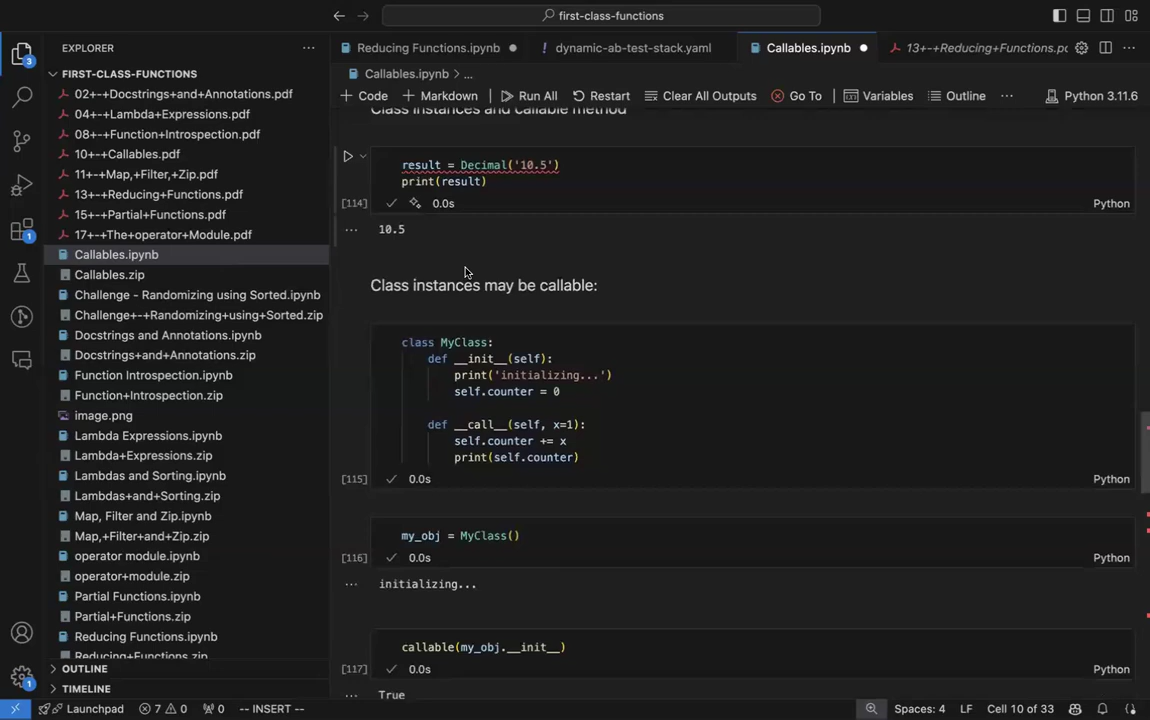 first-class-functions
EXPLORER
Reducing Functions.ipynb
dynamic-ab-test-stack.yaml
Callables.ipynb
13+-+Reducing+Functions.pc
FIRST-CLASS-FUNCTIONS
Callables.ipynb > ...
02+-+Docstrings+and+Annotations.pdf
04+-+Lambda+Expressions.pdf
08+-+Function+Introspection.pdf
10+-+Callables.pdf
11+-+Map,+Filter,+Zip.pdf
13+-+Reducing+Functions.pdf
15+-+Partial+Functions.pdf
17+-+The+operator+Module.pdf
Callables.ipynb
Callables.zip
Challenge - Randomizing using Sorted.ipynb
Challenge+-+Randomizing+using+Sorted.zip
Docstrings and Annotations.ipynb
Docstrings+and+Annotations.zip
Function Introspection.ipynb
Function+Introspection.zip
image.png
Lambda Expressions.ipynb
Lambda+Expressions.zip
Lambdas and Sorting.ipynb
Lambdas+and+Sorting.zip
Map, Filter and Zip.ipynb
Map,+Filter+and+Zip.zip
operator module.ipynb
operator+module.zip
Partial Functions.ipynb
Partial+Functions.zip
Reducing Functions.ipynb
Reducing+Functions.zip
OUTLINE
TIMELINE
+ Code + Markdown Run All Restart Clear All Outputs Go To Variables Outline ... Python 3.11.6
Class instances and Callable method
result = Decimal('10.5')
print(result)
[114] 0.0s Python
10.5
Class instances may be callable:
class MyClass:
def __init__(self):
print('initializing...')
self.counter = 0
def __call__(self, x=1):
self.counter += x
print(self.counter)
[115] 0.0s Python
my_obj = MyClass()
[116] 0.0s Python
initializing...
callable(my_obj.__init__)
[117] 0.0s Python
True
3
1
1
Launchpad 7 0 0 -- INSERT -- Spaces: 4 LF Cell 10 of 33